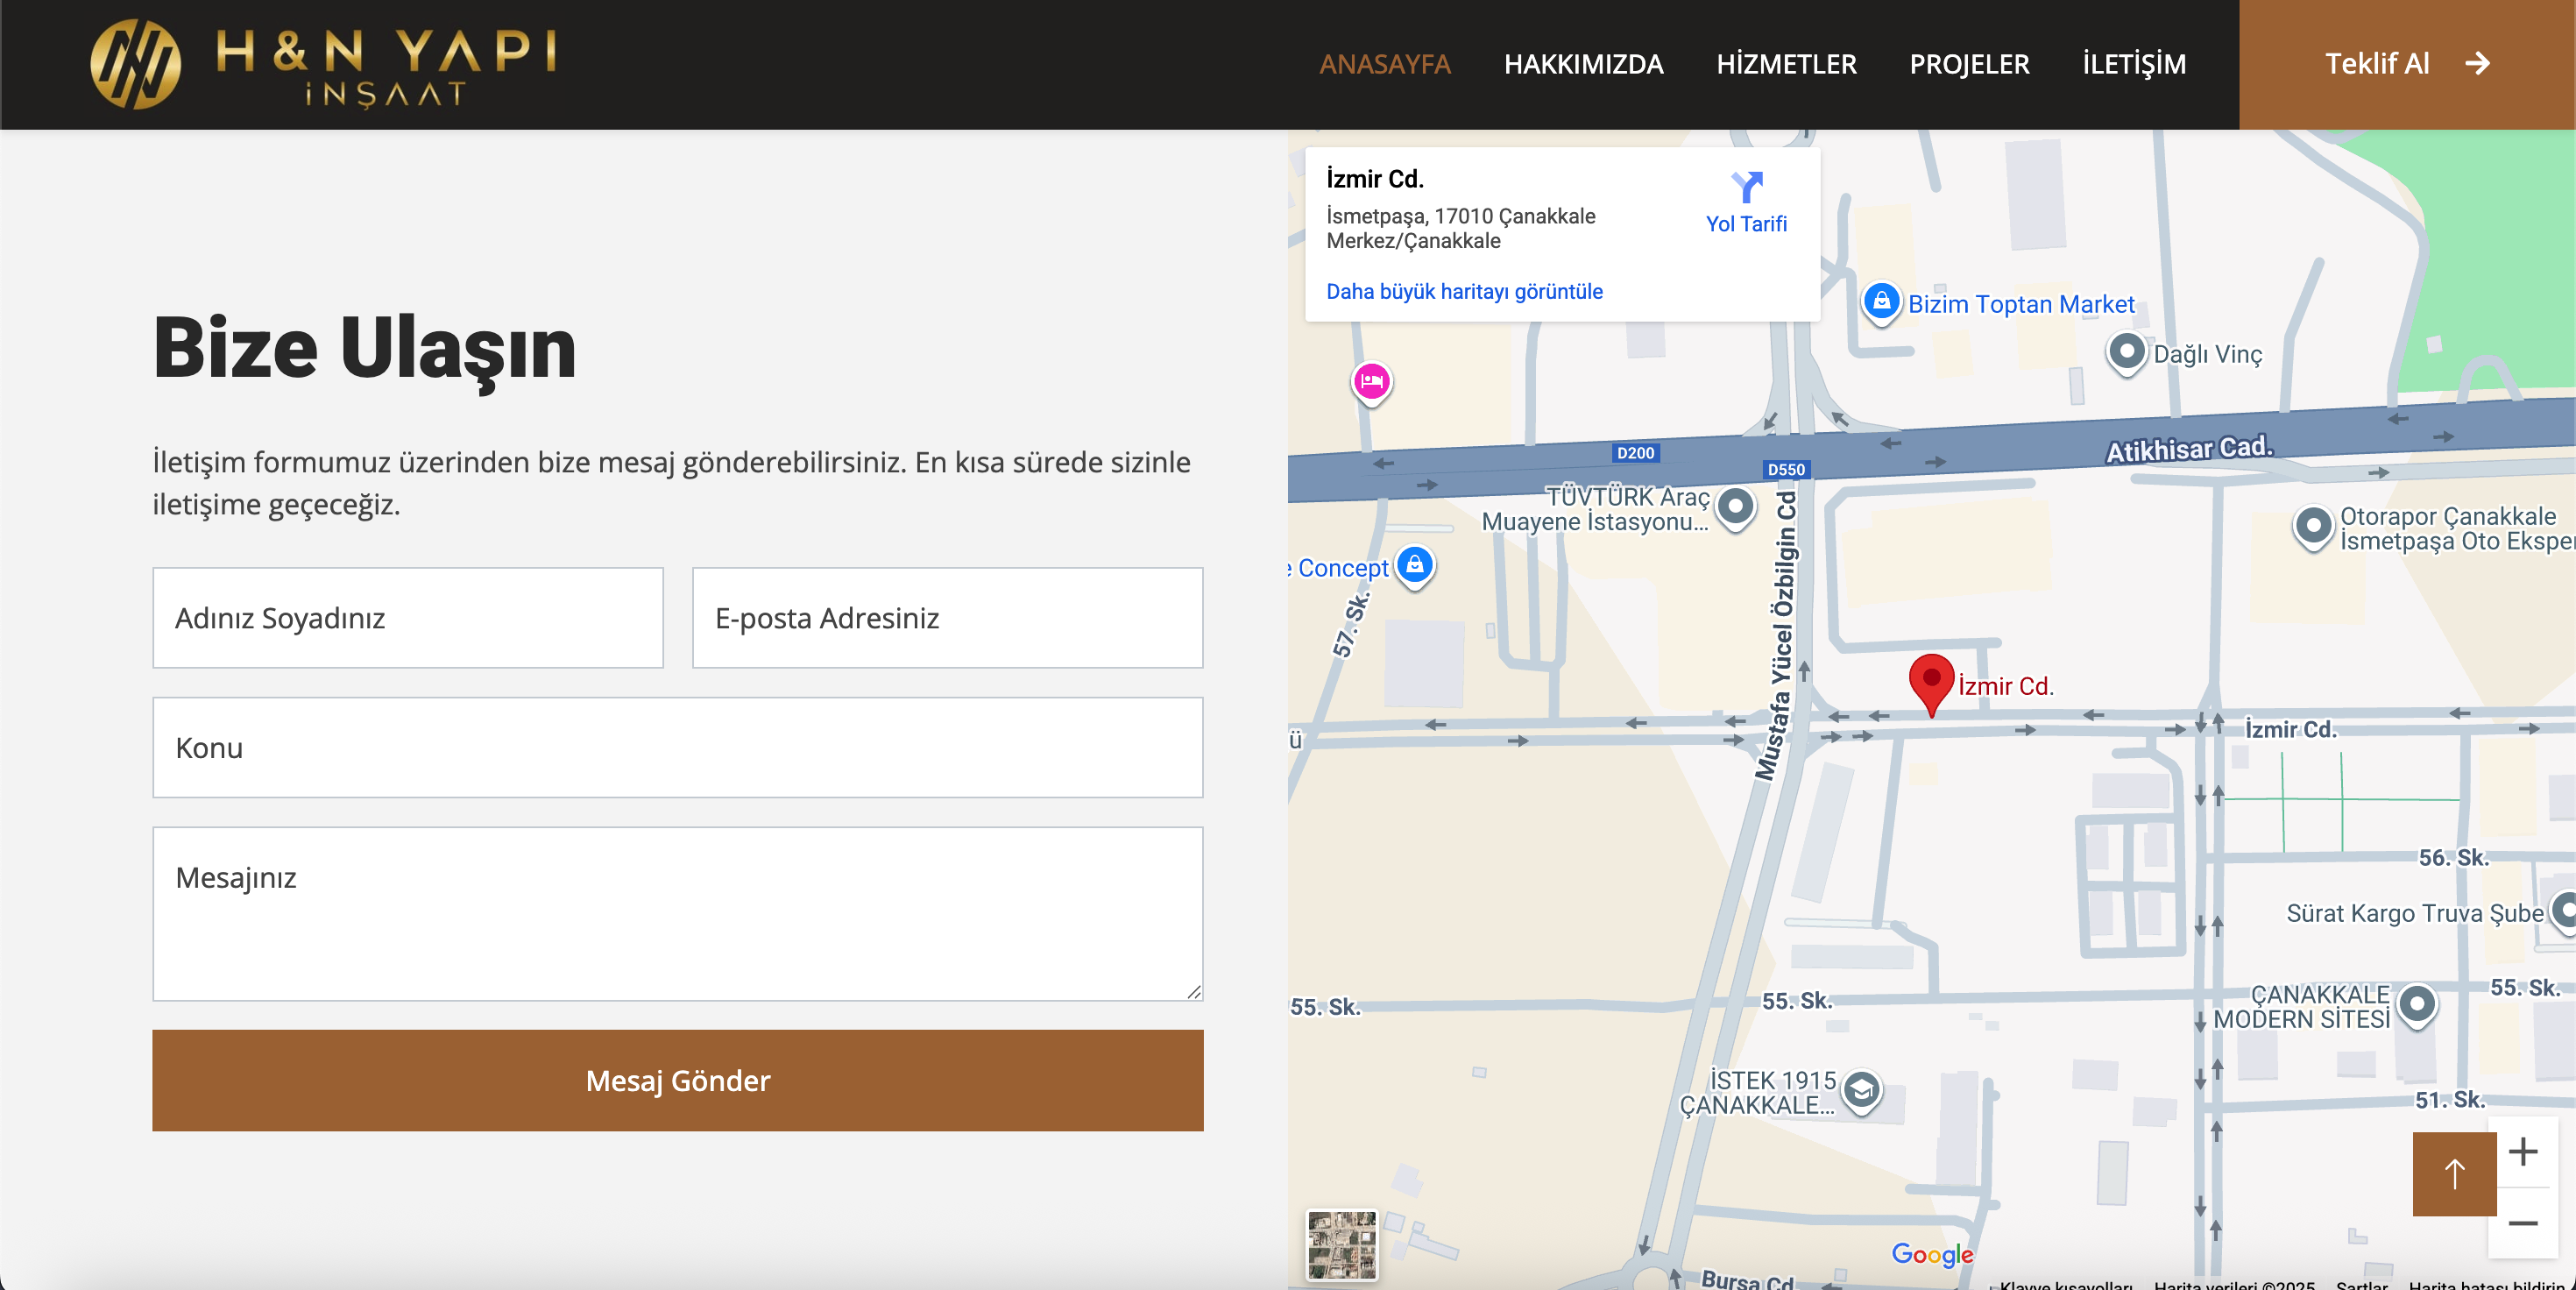 H&N YAPI
İNŞAAT
ANASAYFA
HAKKIMIZDA
HİZMETLER
PROJELER
İLETİŞİM
Teklif Al
Bize Ulaşın
İletişim formumuz üzerinden bize mesaj gönderebilirsiniz. En kısa sürede sizinle
iletişime geçeceğiz.
Adınız Soyadınız
E-posta Adresiniz
Konu
Mesajınız
Mesaj Gönder
İzmir Cd.
İsmetpaşa, 17010 Çanakkale
Merkez/Çanakkale
Yol Tarifi
Daha büyük haritayı görüntüle
Bizim Toptan Market
Dağlı Vinç
D200
D550
Atikhisar Cad.
TÜVTÜRK Araç
Muayene İstasyonu...
Mustafa Yücel Özbilgin Cd
Otorapor Çanakkale
İsmetpaşa Oto Eksper
e Concept
57. Sk.
İzmir Cd.
İzmir Cd.
ü
56. Sk.
Sürat Kargo Truva Şube
55. Sk.
55. Sk.
55. Sk.
ÇANAKKALE
MODERN SİTESİ
İSTEK 1915
ÇANAKKALE...
51. Sk.
Google
Bursa Cd
Klavye kısayolları
Harita verileri ©2025
Şartlar
Harita hatası bildirin